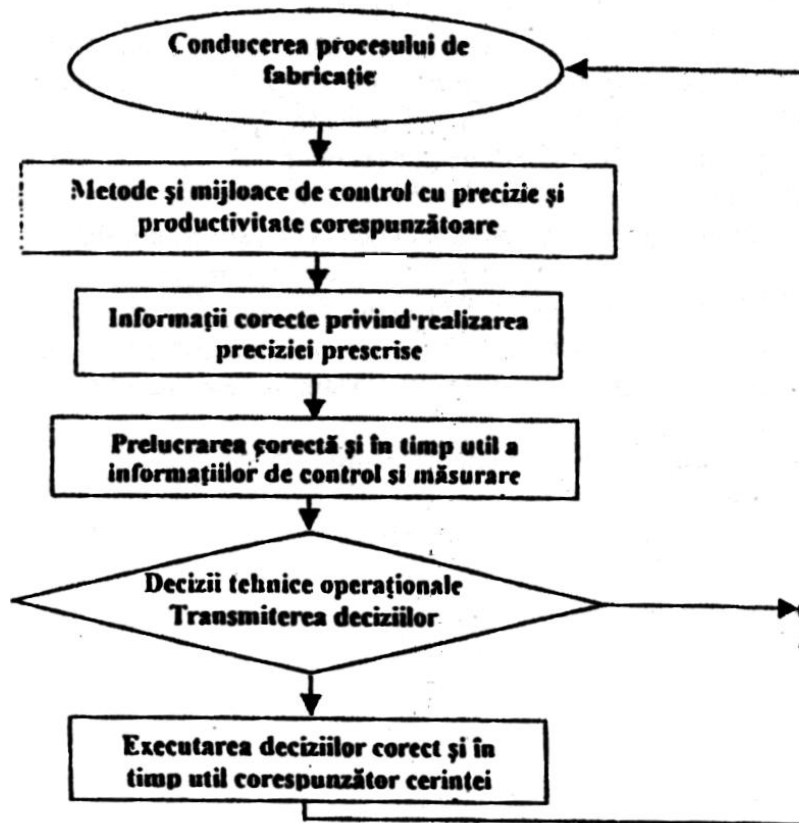 Conducerea procesului de
fabricație
Metode și mijloace de control cu precizie și
productivitate corespunzătoare
Informații corecte privind realizarea
preciziei prescrise
Prelucrarea corectă și în timp util a
informațiilor de control si măsurare
Decizii tehnice operaționale
Transmiterea deciziilor
Executarea deciziilor corect și în
timp util corespunzător cerinței